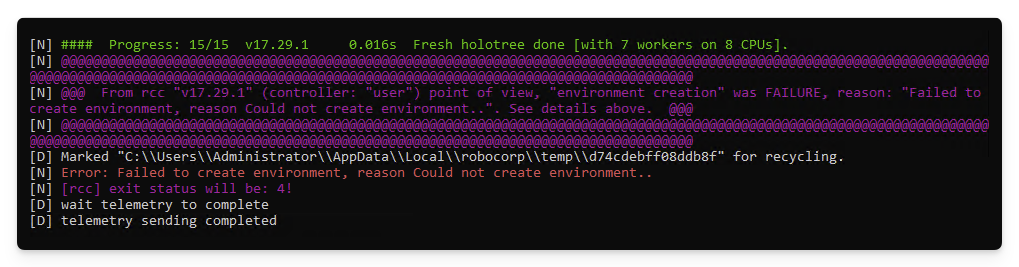 [N] ####  Progress: 15/15  v17.29.1     0.016s  Fresh holotree done [with 7 workers on 8 CPUs].
[N] @@@@@@@@@@@@@@@@@@@@@@@@@@@@@@@@@@@@@@@@@@@@@@@@@@@@@@@@@@@@@@@@@@@@@@@@@@@@@@@@@@@@@@@@@@@@@@@@@@@@@@@@@@@@@@@@@@@@
@@@@@@@@@@@@@@@@@@@@@@@@@@@@@@@@@@@@@@@@@@@@@@@@@@@@@@@@@@@@@@@@@@@@@@@@@@@@@@@@@@@
[N] @@@  From rcc "v17.29.1" (controller: "user") point of view, "environment creation" was FAILURE, reason: "Failed to
create environment, reason Could not create environment..". See details above.  @@@
[N] @@@@@@@@@@@@@@@@@@@@@@@@@@@@@@@@@@@@@@@@@@@@@@@@@@@@@@@@@@@@@@@@@@@@@@@@@@@@@@@@@@@@@@@@@@@@@@@@@@@@@@@@@@@@@@@@@@@@
@@@@@@@@@@@@@@@@@@@@@@@@@@@@@@@@@@@@@@@@@@@@@@@@@@@@@@@@@@@@@@@@@@@@@@@@@@@@@@@@@@@
[D] Marked "C:\\Users\\Administrator\\AppData\\Local\\robocorp\\temp\\d74cdebff08ddb8f" for recycling.
[N] Error: Failed to create environment, reason Could not create environment..
[N] [rcc] exit status will be: 4!
[D] wait telemetry to complete
[D] telemetry sending completed